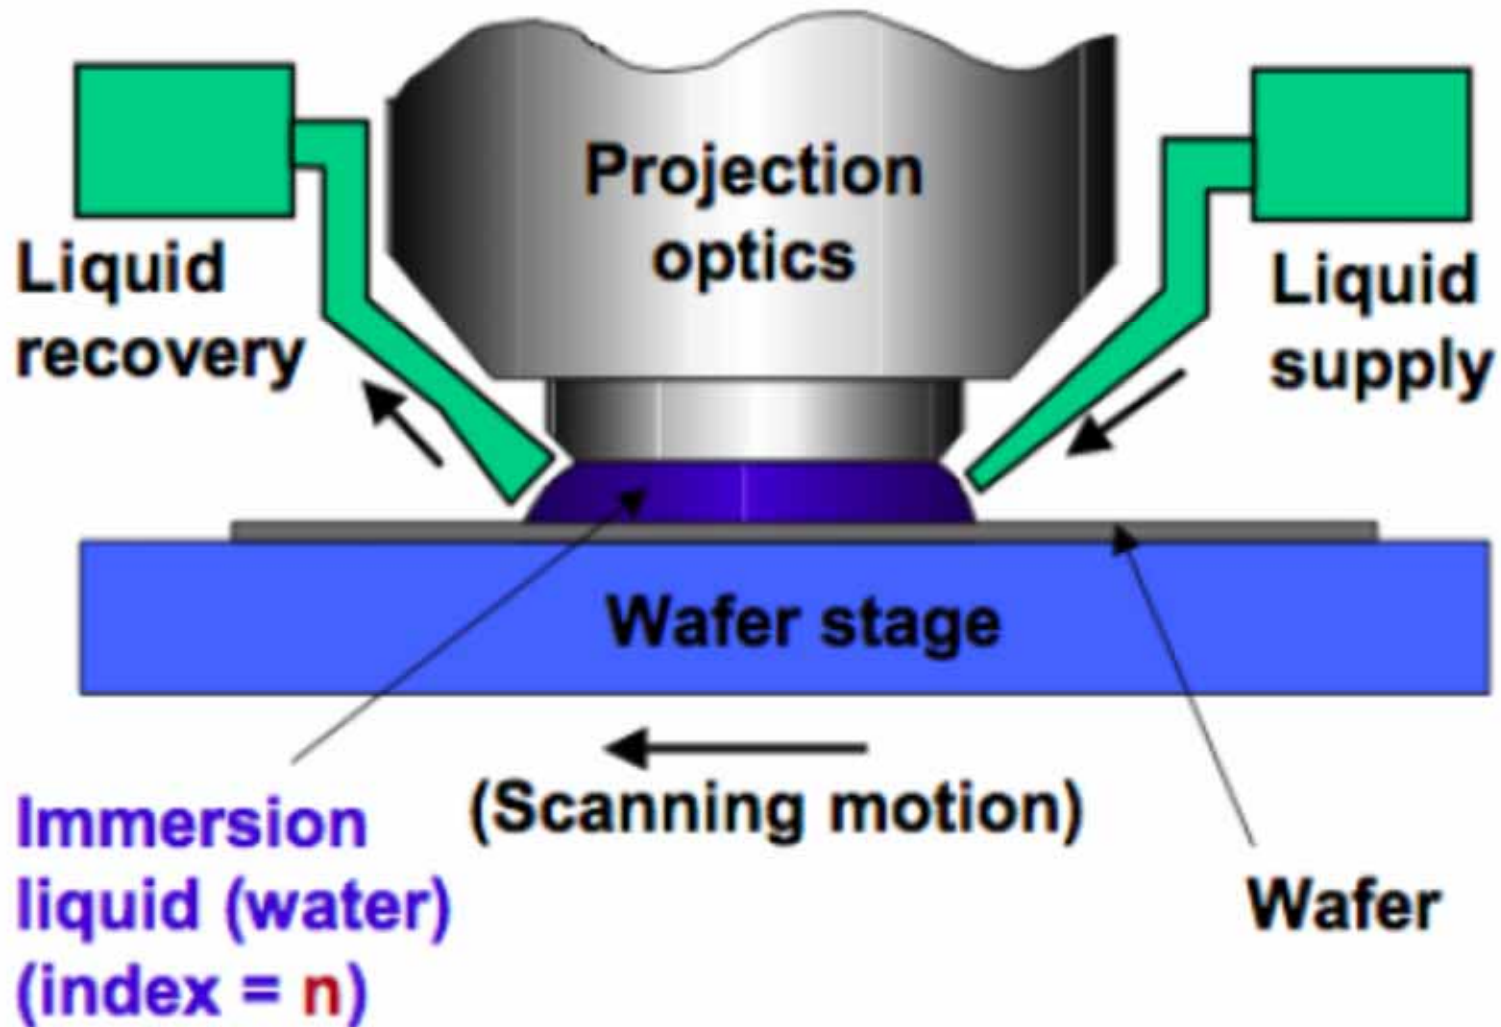 Projection
optics
Liquid
recovery
Liquid
supply
Wafer stage
(Scanning motion)
Immersion
liquid (water)
(index = n)
Wafer